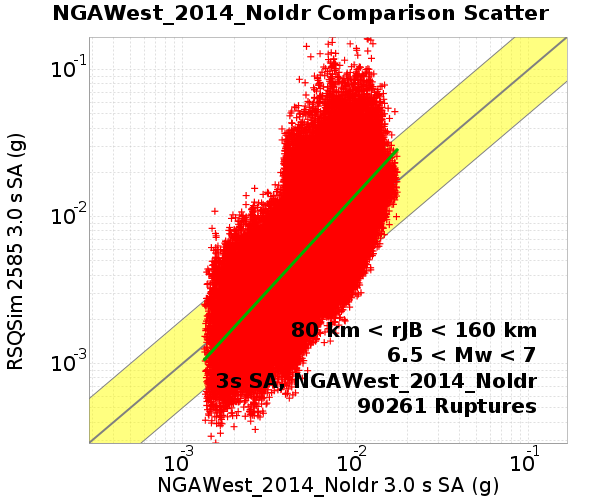 NGAWest_2014_NoIdr Comparison Scatter
10-1
10-2
10-3
RSQSim 2585 3.0 s SA (g)
80 km < rJB < 160 km
6.5 < Mw < 7
3s SA, NGAWest_2014_NoIdr
90261 Ruptures
10-3 10-2 10-1
NGAWest_2014_NoIdr 3.0 s SA (g)